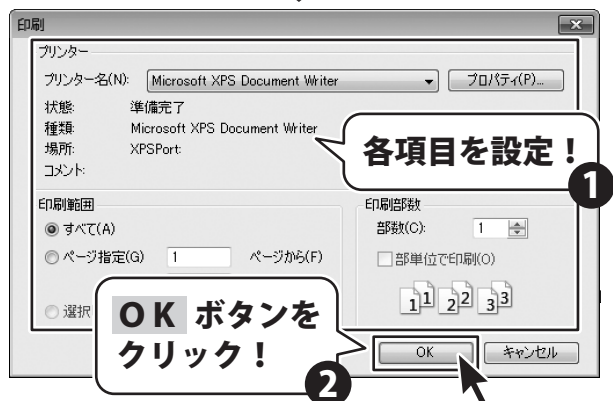 印刷
プリンター
プリンター名(N): Microsoft XPS Document Writer プロパティ(P)...
状態: 準備完了
種類: Microsoft XPS Document Writer
場所: XPSPort:
コメント:
各項目を設定！
1
印刷範囲
すべて(A)
ページ指定(G) 1 ページから(F)
選択
印刷部数
部数(C): 1
部単位で印刷(O)
1 1 2 2 3 3
OK ボタンを
クリック！
2
OK キャンセル